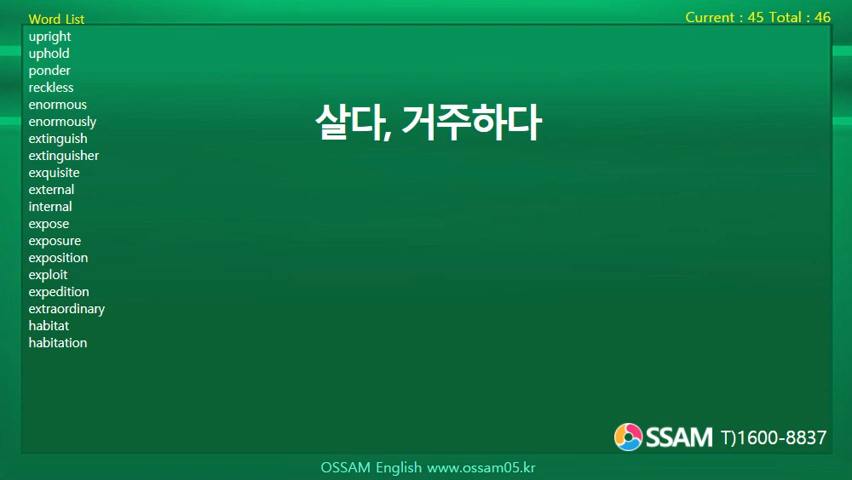 Word List
Current : 45 Total : 46
upright
uphold
ponder
reckless
enormous
enormously
extinguish
extinguisher
exquisite
external
internal
expose
exposure
exposition
exploit
expedition
extraordinary
habitat
habitation
살다, 거주하다
OSSAM T)1600-8837
OSSAM English www.ossam05.kr